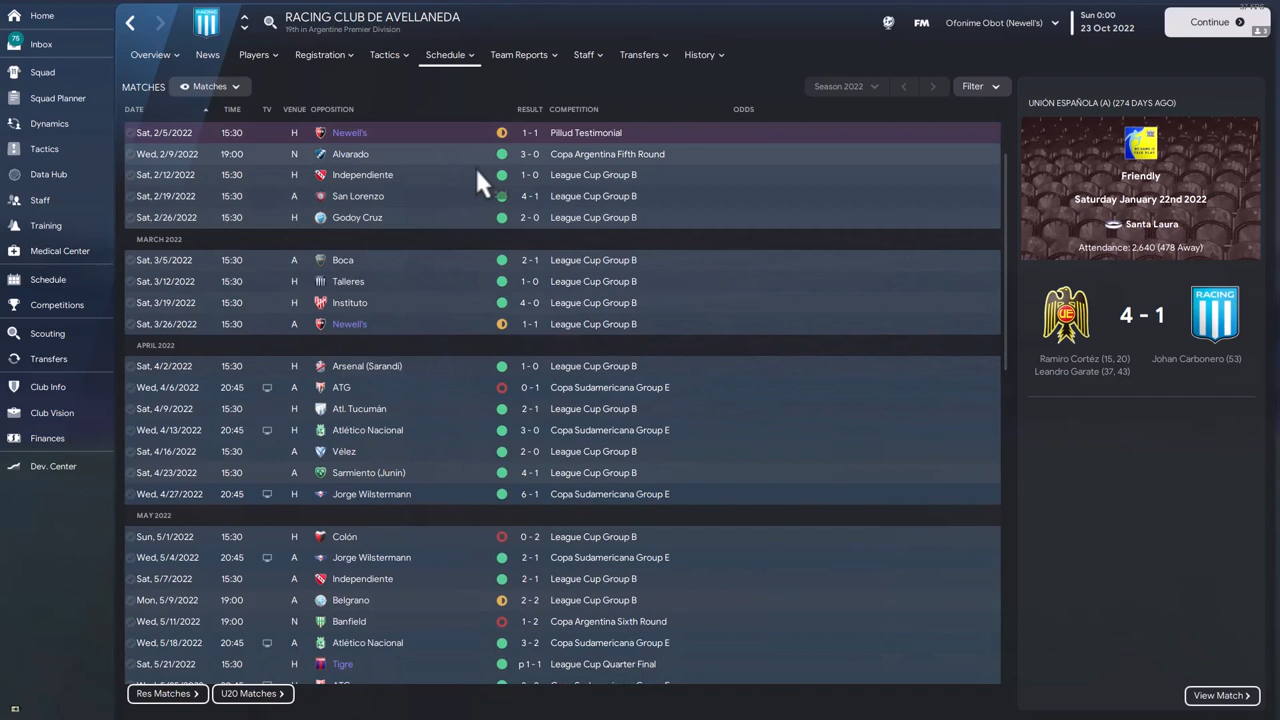 RACING CLUB DE AVELLANEDA
19th in Argentine Premier Division
FM
Ofonime Obot (Newell's)
Sun 0:00
23 Oct 2022
Continue
3
Home
75
Inbox
Squad
Squad Planner
Dynamics
Tactics
Data Hub
Staff
Training
Medical Center
Schedule
Competitions
Scouting
Transfers
Club Info
Club Vision
Finances
Dev. Center
Overview News Players Registration Tactics Schedule Team Reports Staff Transfers History
MATCHES Matches Season 2022 Filter
DATE TIME TV VENUE OPPOSITION RESULT COMPETITION ODDS
Sat, 2/5/2022 15:30 H Newell's 1 - 1 Pillud Testimonial
Wed, 2/9/2022 19:00 N Alvarado 3 - 0 Copa Argentina Fifth Round
Sat, 2/12/2022 15:30 H Independiente 1 - 0 League Cup Group B
Sat, 2/19/2022 15:30 A San Lorenzo 4 - 1 League Cup Group B
Sat, 2/26/2022 15:30 H Godoy Cruz 2 - 0 League Cup Group B
MARCH 2022
Sat, 3/5/2022 15:30 A Boca 2 - 1 League Cup Group B
Sat, 3/12/2022 15:30 H Talleres 1 - 0 League Cup Group B
Sat, 3/19/2022 15:30 H Instituto 4 - 0 League Cup Group B
Sat, 3/26/2022 15:30 A Newell's 1 - 1 League Cup Group B
APRIL 2022
Sat, 4/2/2022 15:30 H Arsenal (Sarandí) 1 - 0 League Cup Group B
Wed, 4/6/2022 20:45 A ATG 0 - 1 Copa Sudamericana Group E
Sat, 4/9/2022 15:30 H Atl. Tucumán 2 - 1 League Cup Group B
Wed, 4/13/2022 20:45 H Atlético Nacional 3 - 0 Copa Sudamericana Group E
Sat, 4/16/2022 15:30 A Vélez 2 - 0 League Cup Group B
Sat, 4/23/2022 15:30 A Sarmiento (Junín) 4 - 1 League Cup Group B
Wed, 4/27/2022 20:45 H Jorge Wilstermann 6 - 1 Copa Sudamericana Group E
MAY 2022
Sun, 5/1/2022 15:30 H Colón 0 - 2 League Cup Group B
Wed, 5/4/2022 20:45 A Jorge Wilstermann 2 - 1 Copa Sudamericana Group E
Sat, 5/7/2022 15:30 A Independiente 2 - 1 League Cup Group B
Mon, 5/9/2022 19:00 A Belgrano 2 - 2 League Cup Group B
Wed, 5/11/2022 19:00 N Banfield 1 - 2 Copa Argentina Sixth Round
Wed, 5/18/2022 20:45 A Atlético Nacional 3 - 2 Copa Sudamericana Group E
Sat, 5/21/2022 15:30 H Tigre p 1 - 1 League Cup Quarter Final
Res Matches U20 Matches
UNIÓN ESPAÑOLA (A) (274 DAYS AGO)
Friendly
Saturday January 22nd 2022
Santa Laura
Attendance: 2,640 (478 Away)
UE
4 - 1
RACING
Ramiro Cortéz (15, 20)
Leandro Garate (37, 43)
Johan Carbonero (53)
View Match